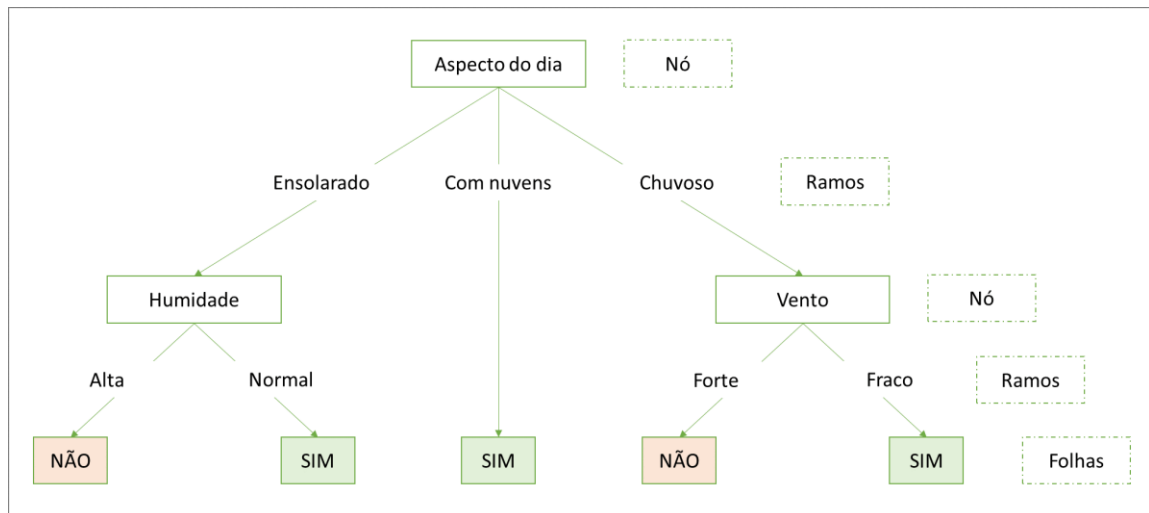 Aspecto do dia
Nó
Ensolarado
Com nuvens
Chuvoso
Ramos
Humidade
Vento
Nó
Alta
Normal
Forte
Fraco
Ramos
NÃO
SIM
SIM
NÃO
SIM
Folhas